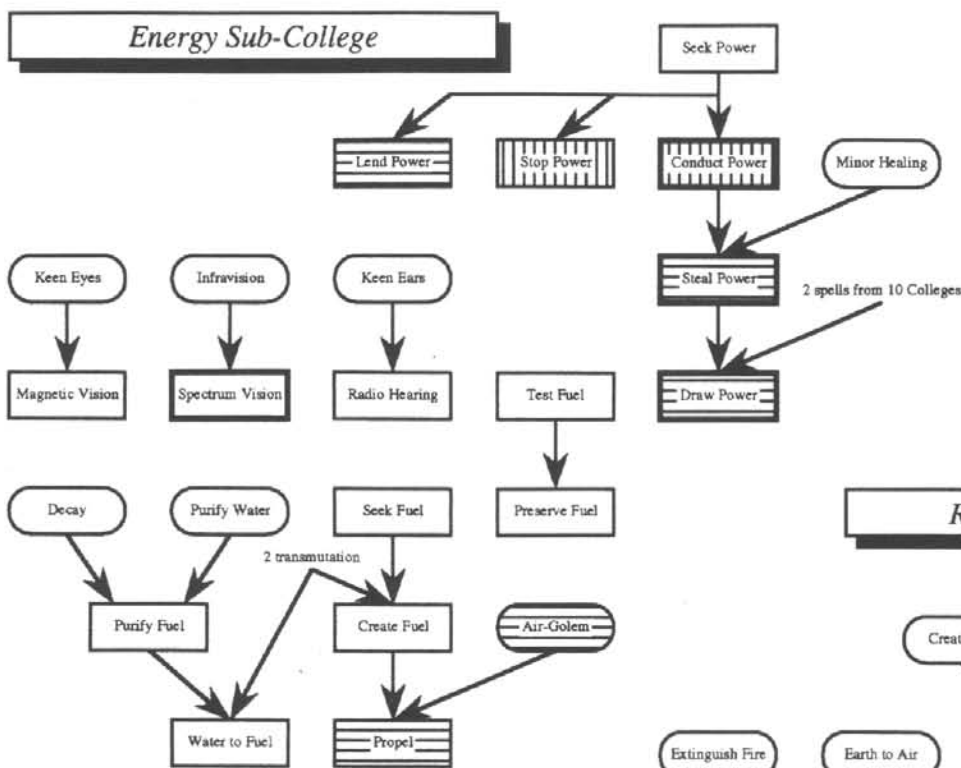 Energy Sub-College
Seek Power
Lend Power
Stop Power
Conduct Power
Minor Healing
Keen Eyes
Infravision
Keen Ears
Steal Power
2 spells from 10 Colleges
Magnetic Vision
Spectrum Vision
Radio Hearing
Test Fuel
Draw Power
Decay
Purify Water
Seek Fuel
Preserve Fuel
R
2 transmutation
Purify Fuel
Create Fuel
Air-Golem
Creat
Water to Fuel
Propel
Extinguish Fire
Earth to Air